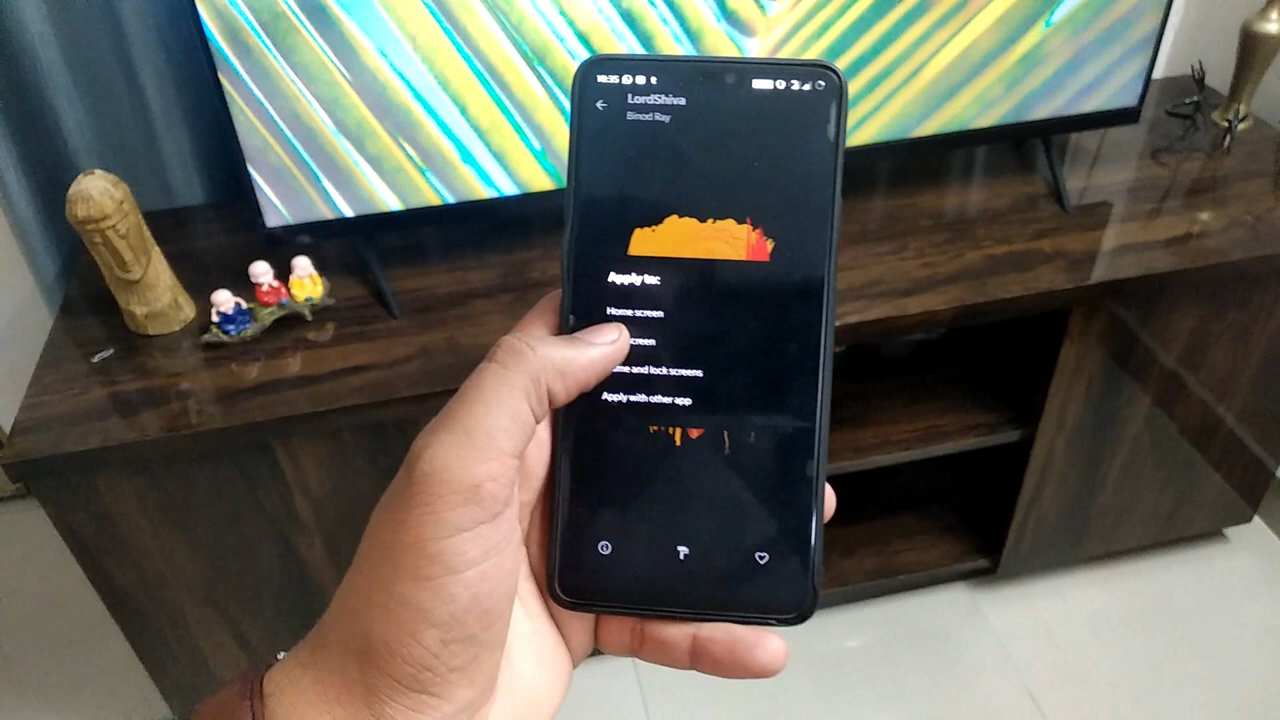 LordShiva
Binod Ray
Apply to:
Home screen
screen
me and lock screens
Apply with other app